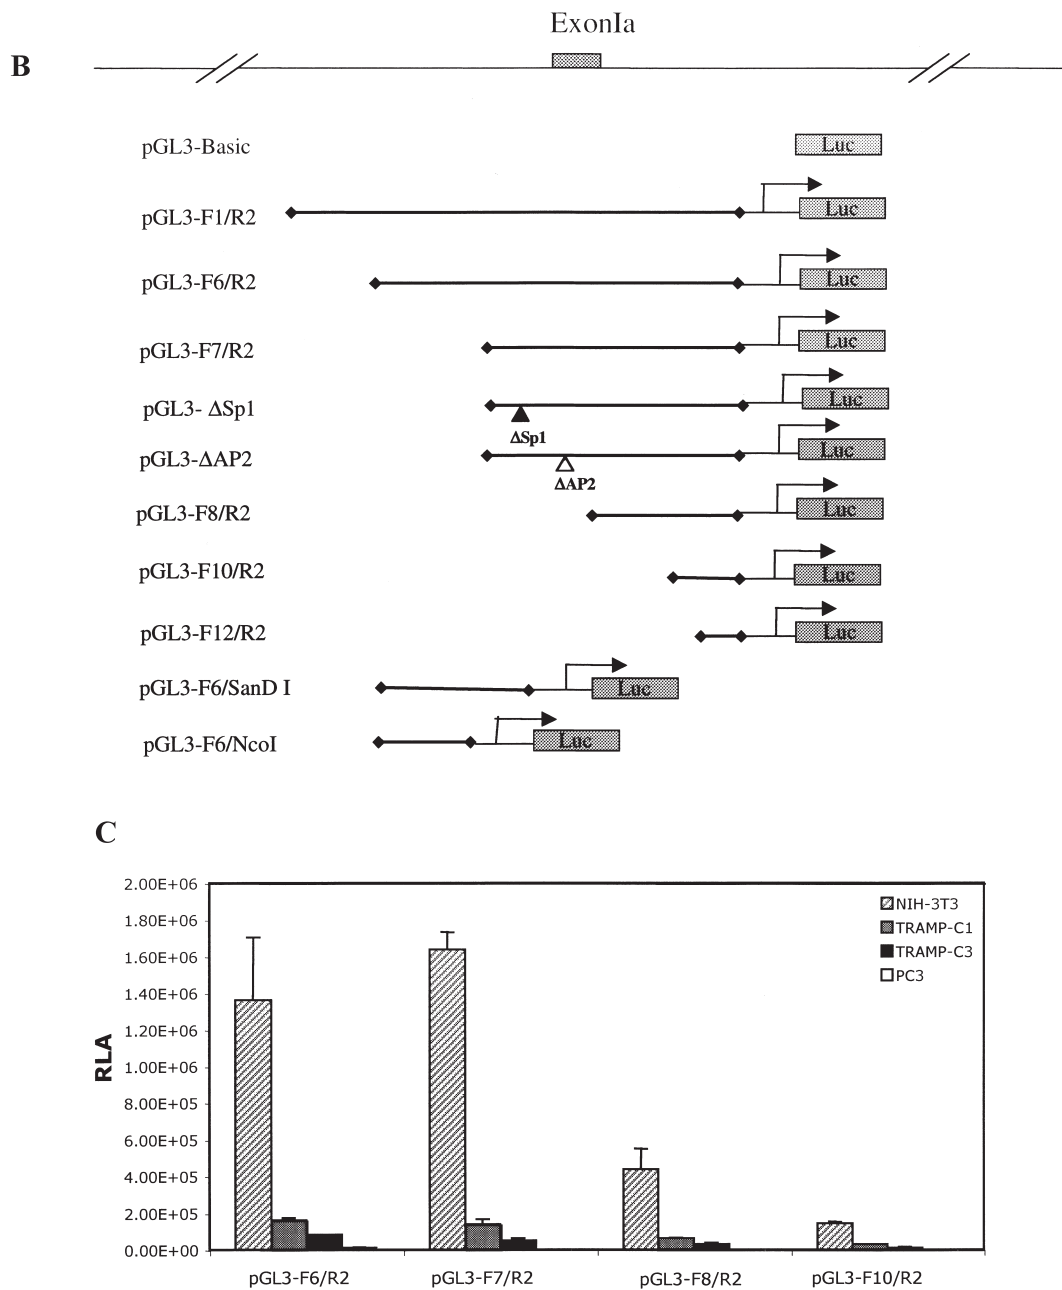 ExonIa
B
pGL3-Basic Luc
pGL3-F1/R2 Luc
pGL3-F6/R2 Luc
pGL3-F7/R2 Luc
pGL3- ΔSp1 Luc
ΔSp1
pGL3-ΔAP2 Luc
ΔAP2
pGL3-F8/R2 Luc
pGL3-F10/R2 Luc
pGL3-F12/R2 Luc
pGL3-F6/SanD I Luc
pGL3-F6/NcoI Luc
C
2.00E+06
1.80E+06
1.60E+06
1.40E+06
1.20E+06
1.00E+06
8.00E+05
6.00E+05
4.00E+05
2.00E+05
0.00E+00
RLA
NIH-3T3
TRAMP-C1
TRAMP-C3
PC3
pGL3-F6/R2 pGL3-F7/R2 pGL3-F8/R2 pGL3-F10/R2